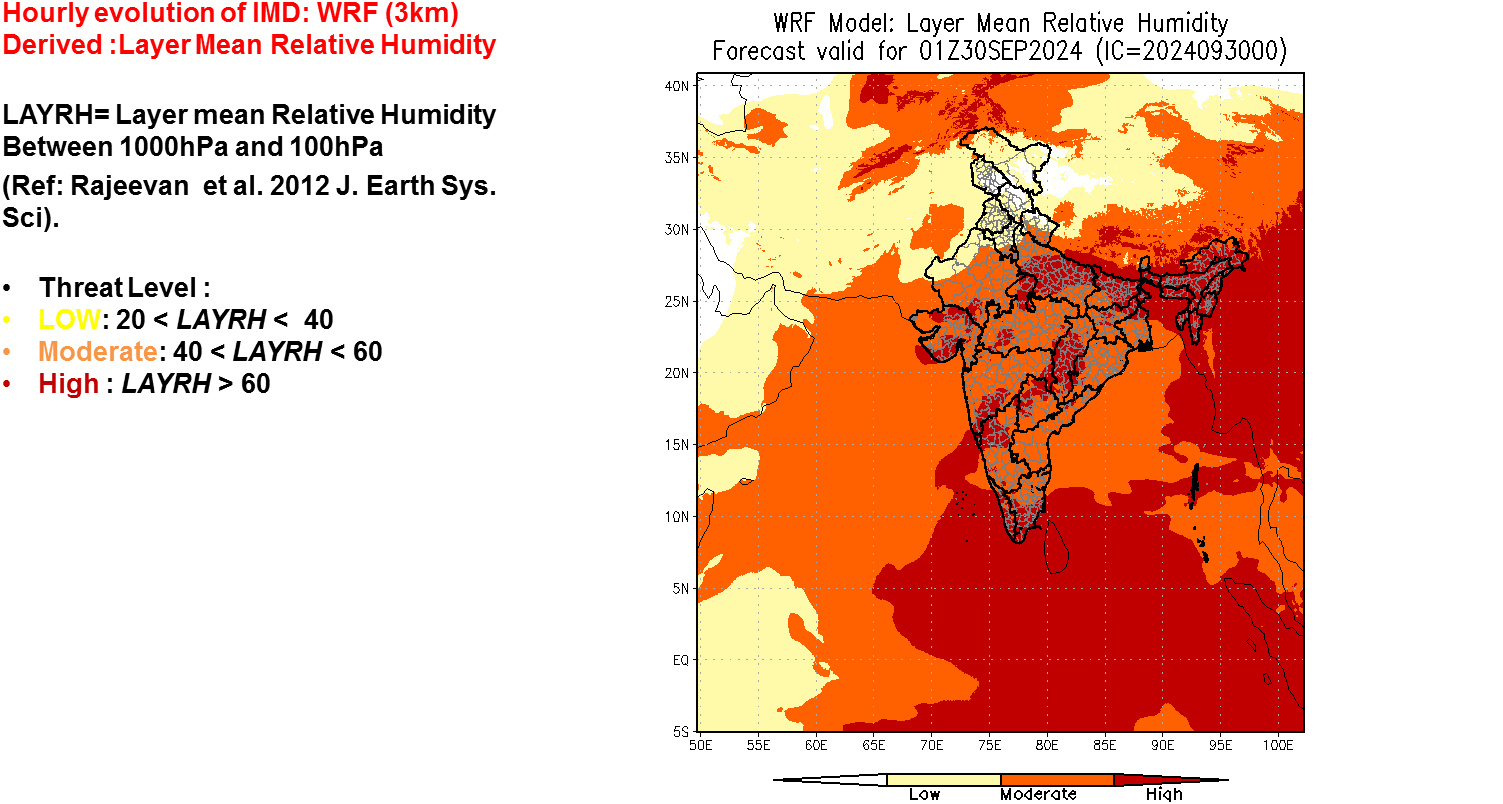 Hourly evolution of IMD: WRF (3km)
Derived :Layer Mean Relative Humidity
LAYRH= Layer mean Relative Humidity
Between 1000hPa and 100hPa
(Ref: Rajeevan et al. 2012 J. Earth Sys.
Sci).
• Threat Level :
• LOW: 20 < LAYRH < 40
• Moderate: 40 < LAYRH < 60
• High : LAYRH > 60
WRF Model: Layer Mean Relative Humidity
Forecast valid for 01Z30SEP2024 (IC=2024093000)
40N
35N
30N
25N
20N
15N
10N
5N
EQ
5S
50E 55E 60E 65E 70E 75E 80E 85E 90E 95E 100E
Low Moderate High